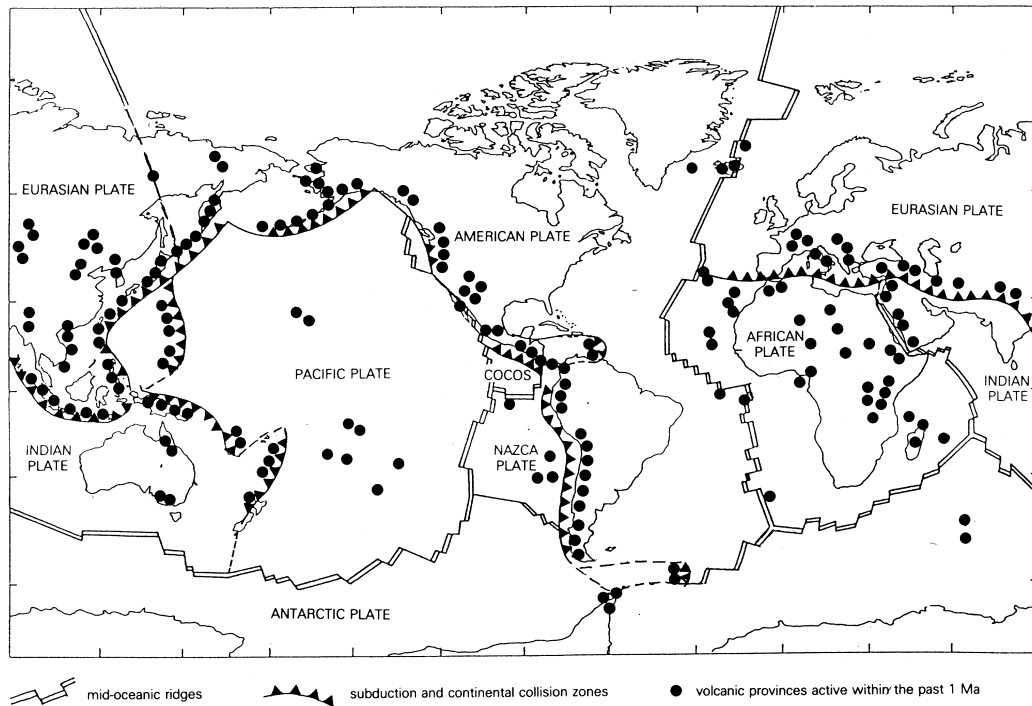 EURASIAN PLATE
AMERICAN PLATE
EURASIAN PLATE
PACIFIC PLATE
COCOS
AFRICAN
PLATE
INDIAN
PLATE
INDIAN
PLATE
NAZCA
PLATE
ANTARCTIC PLATE
mid-oceanic ridges
subduction and continental collision zones
volcanic provinces active within the past 1 Ma